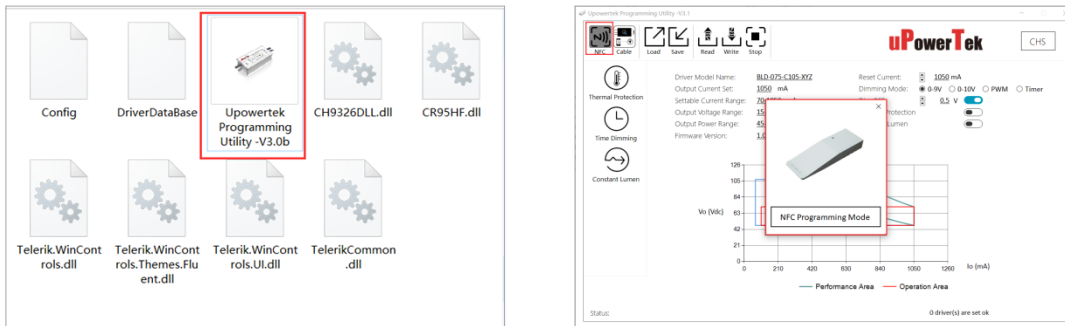 Config
DriverDataBase
Upowertek
Programming
Utility -V3.0b
CH9326DLL.dll
CR95HF.dll
Telerik.WinCont
rols.dll
Telerik.WinCont
rols.Themes.Flu
ent.dll
Telerik.WinCont
rols.UI.dll
TelerikCommon
.dll
Upowertek Programming Utility -V3.1
NFC
Cable
Load
Save
Read
Write
Stop
uPowerTek
CHS
Thermal Protection
Time Dimming
Constant Lumen
Driver Model Name: BLD-075-C105-XYZ
Output Current Set: 1050 mA
Settable Current Range:
Output Voltage Range:
Output Power Range:
Firmware Version:
Reset Current: 1050 mA
Dimming Mode: 0-9V 0-10V PWM Timer
0.5 V
NFC Programming Mode
Vo (Vdc)
126
105
84
63
42
21
0
0 210 420 630 840 1050 1260 Io (mA)
Performance Area Operation Area
Status:
0 driver(s) are set ok